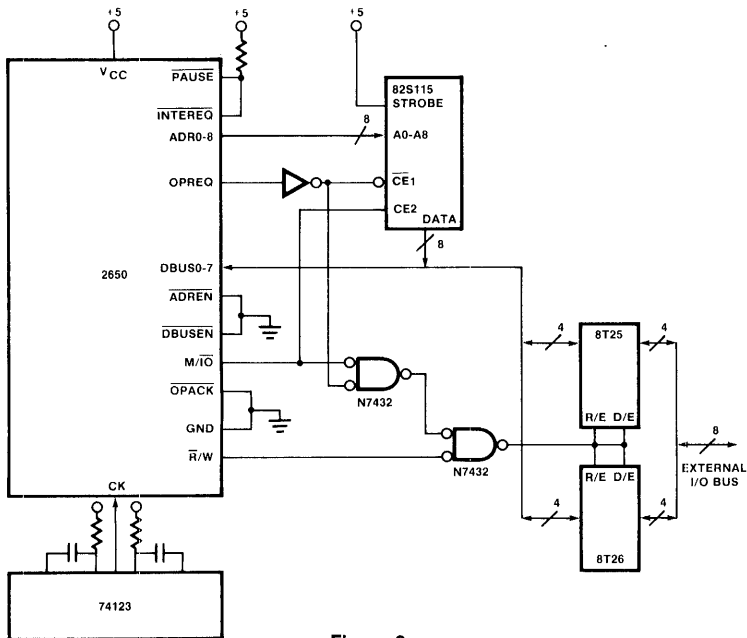 +5
+5
+5
VCC
PAUSE
INTEREQ
ADR0-8
OPREQ
DBUS0-7
2650
ADREN
DBUSEN
M/IO
OPACK
GND
R/W
CK
74123
82S115
STROBE
8
A0-A8
CE1
CE2
DATA
8
N7432
N7432
4
8T25
4
R/E D/E
8
EXTERNAL
I/O BUS
R/E D/E
4
4
8T26